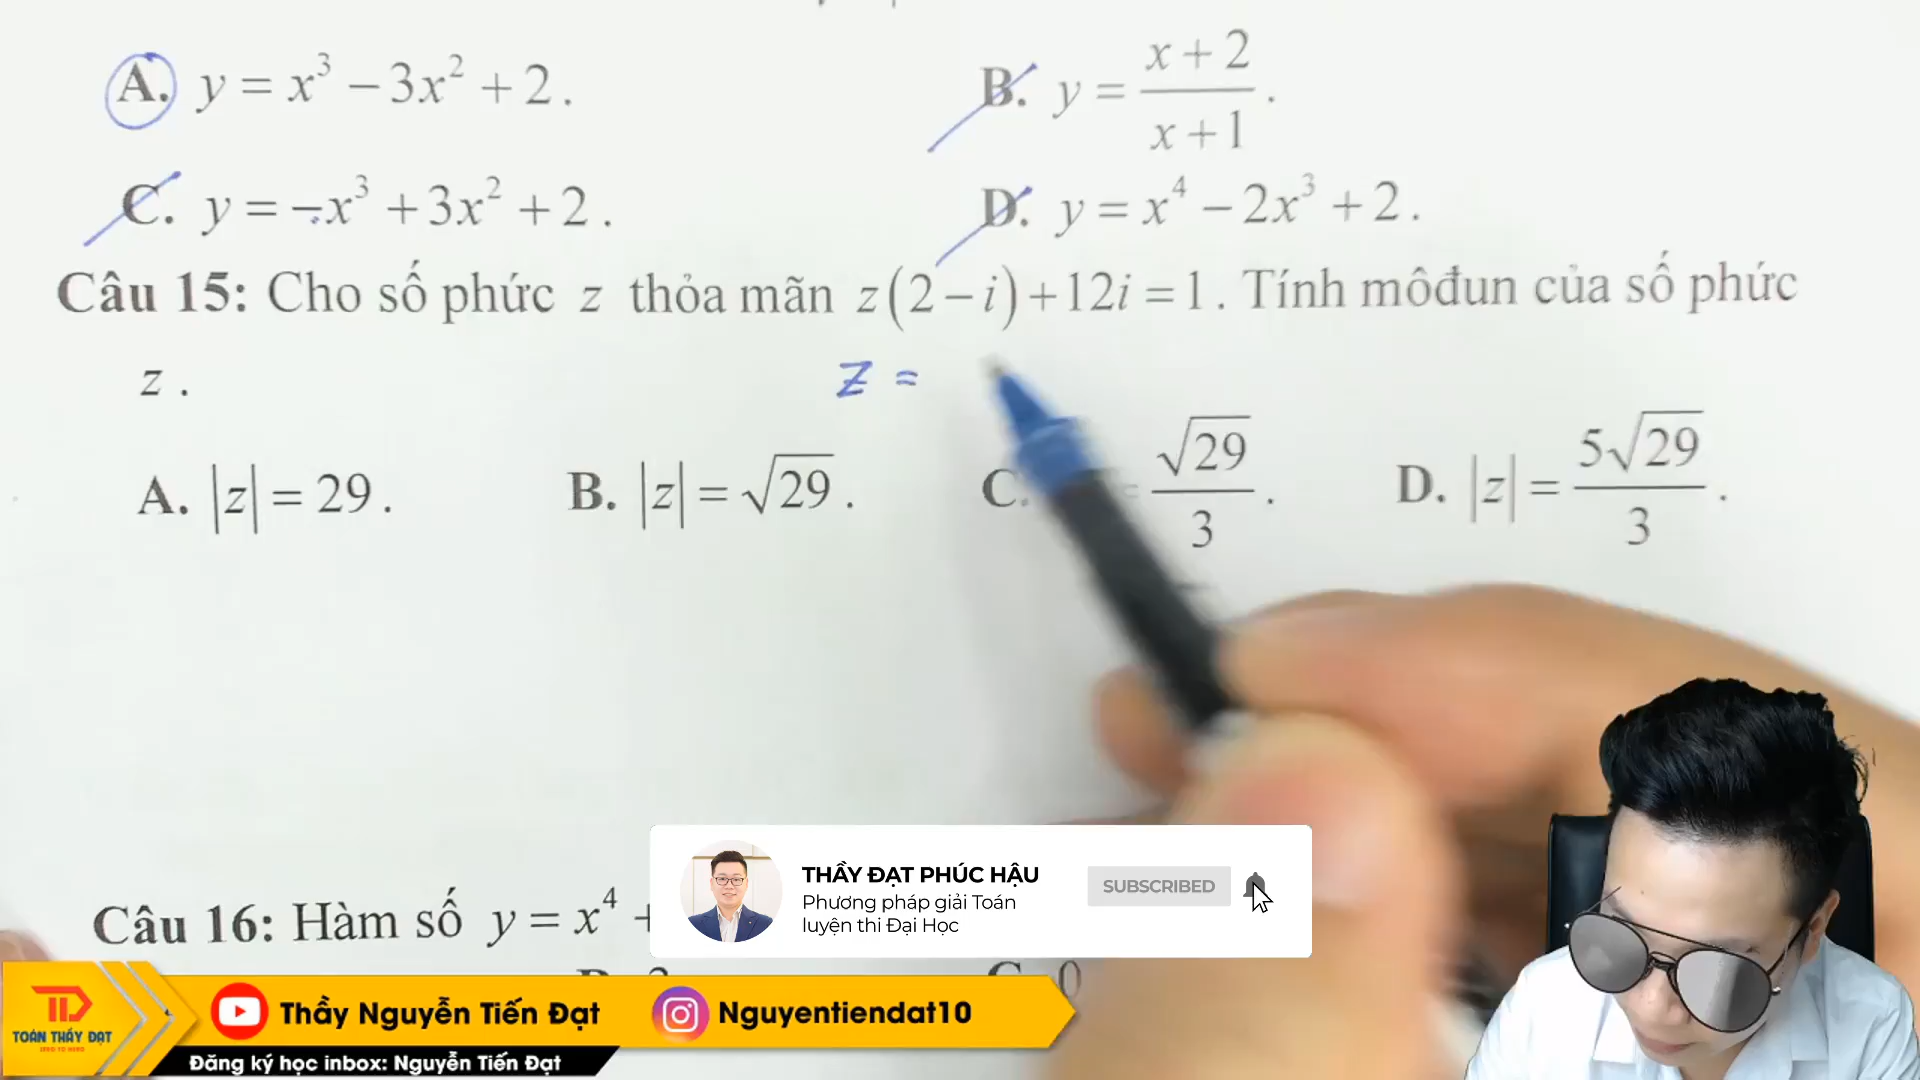 A. y = x³ − 3x² + 2.
B. y = (x + 2)/(x + 1).
C. y = −x³ + 3x² + 2.
D. y = x⁴ − 2x³ + 2.
Câu 15: Cho số phức z thỏa mãn z(2 − i) + 12i = 1. Tính môđun của số phức
z .
z =
A. |z| = 29.
B. |z| = √29.
C. = √29/3.
D. |z| = 5√29/3.
Câu 16: Hàm số y = x⁴ +
THẦY ĐẠT PHÚC HẬU
Phương pháp giải Toán
luyện thi Đại Học
SUBSCRIBED
0
TOÁN THẦY ĐẠT
Thầy Nguyễn Tiến Đạt
Nguyentiendat10
Đăng ký học inbox: Nguyễn Tiến Đạt